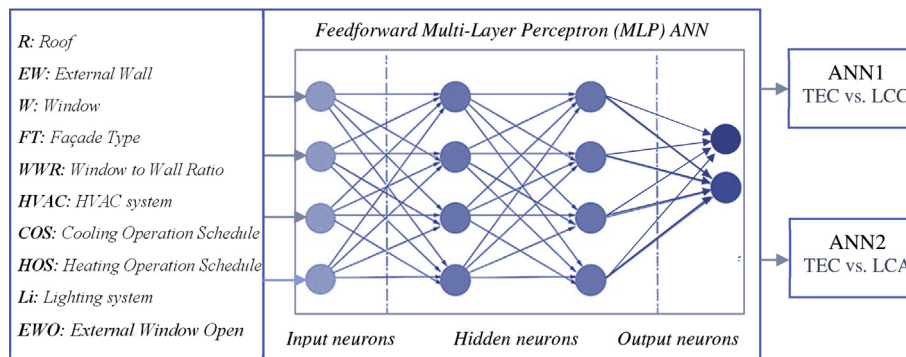 R: Roof
EW: External Wall
W: Window
FT: Façade Type
WWR: Window to Wall Ratio
HVAC: HVAC system
COS: Cooling Operation Schedule
HOS: Heating Operation Schedule
Li: Lighting system
EWO: External Window Open
Feedforward Multi-Layer Perceptron (MLP) ANN
Input neurons
Hidden neurons
Output neurons
ANN1
TEC vs. LCC
ANN2
TEC vs. LCA